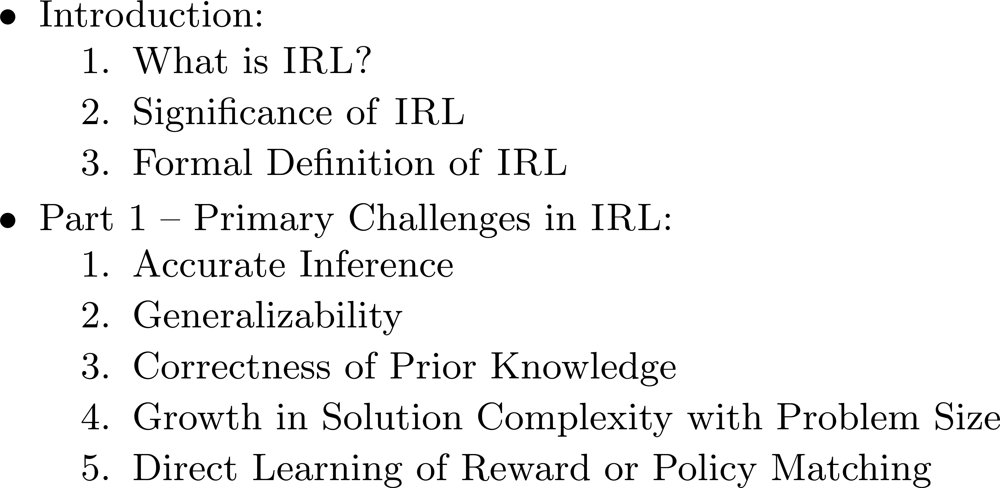 • Introduction:
1. What is IRL?
2. Significance of IRL
3. Formal Definition of IRL
• Part 1 – Primary Challenges in IRL:
1. Accurate Inference
2. Generalizability
3. Correctness of Prior Knowledge
4. Growth in Solution Complexity with Problem Size
5. Direct Learning of Reward or Policy Matching